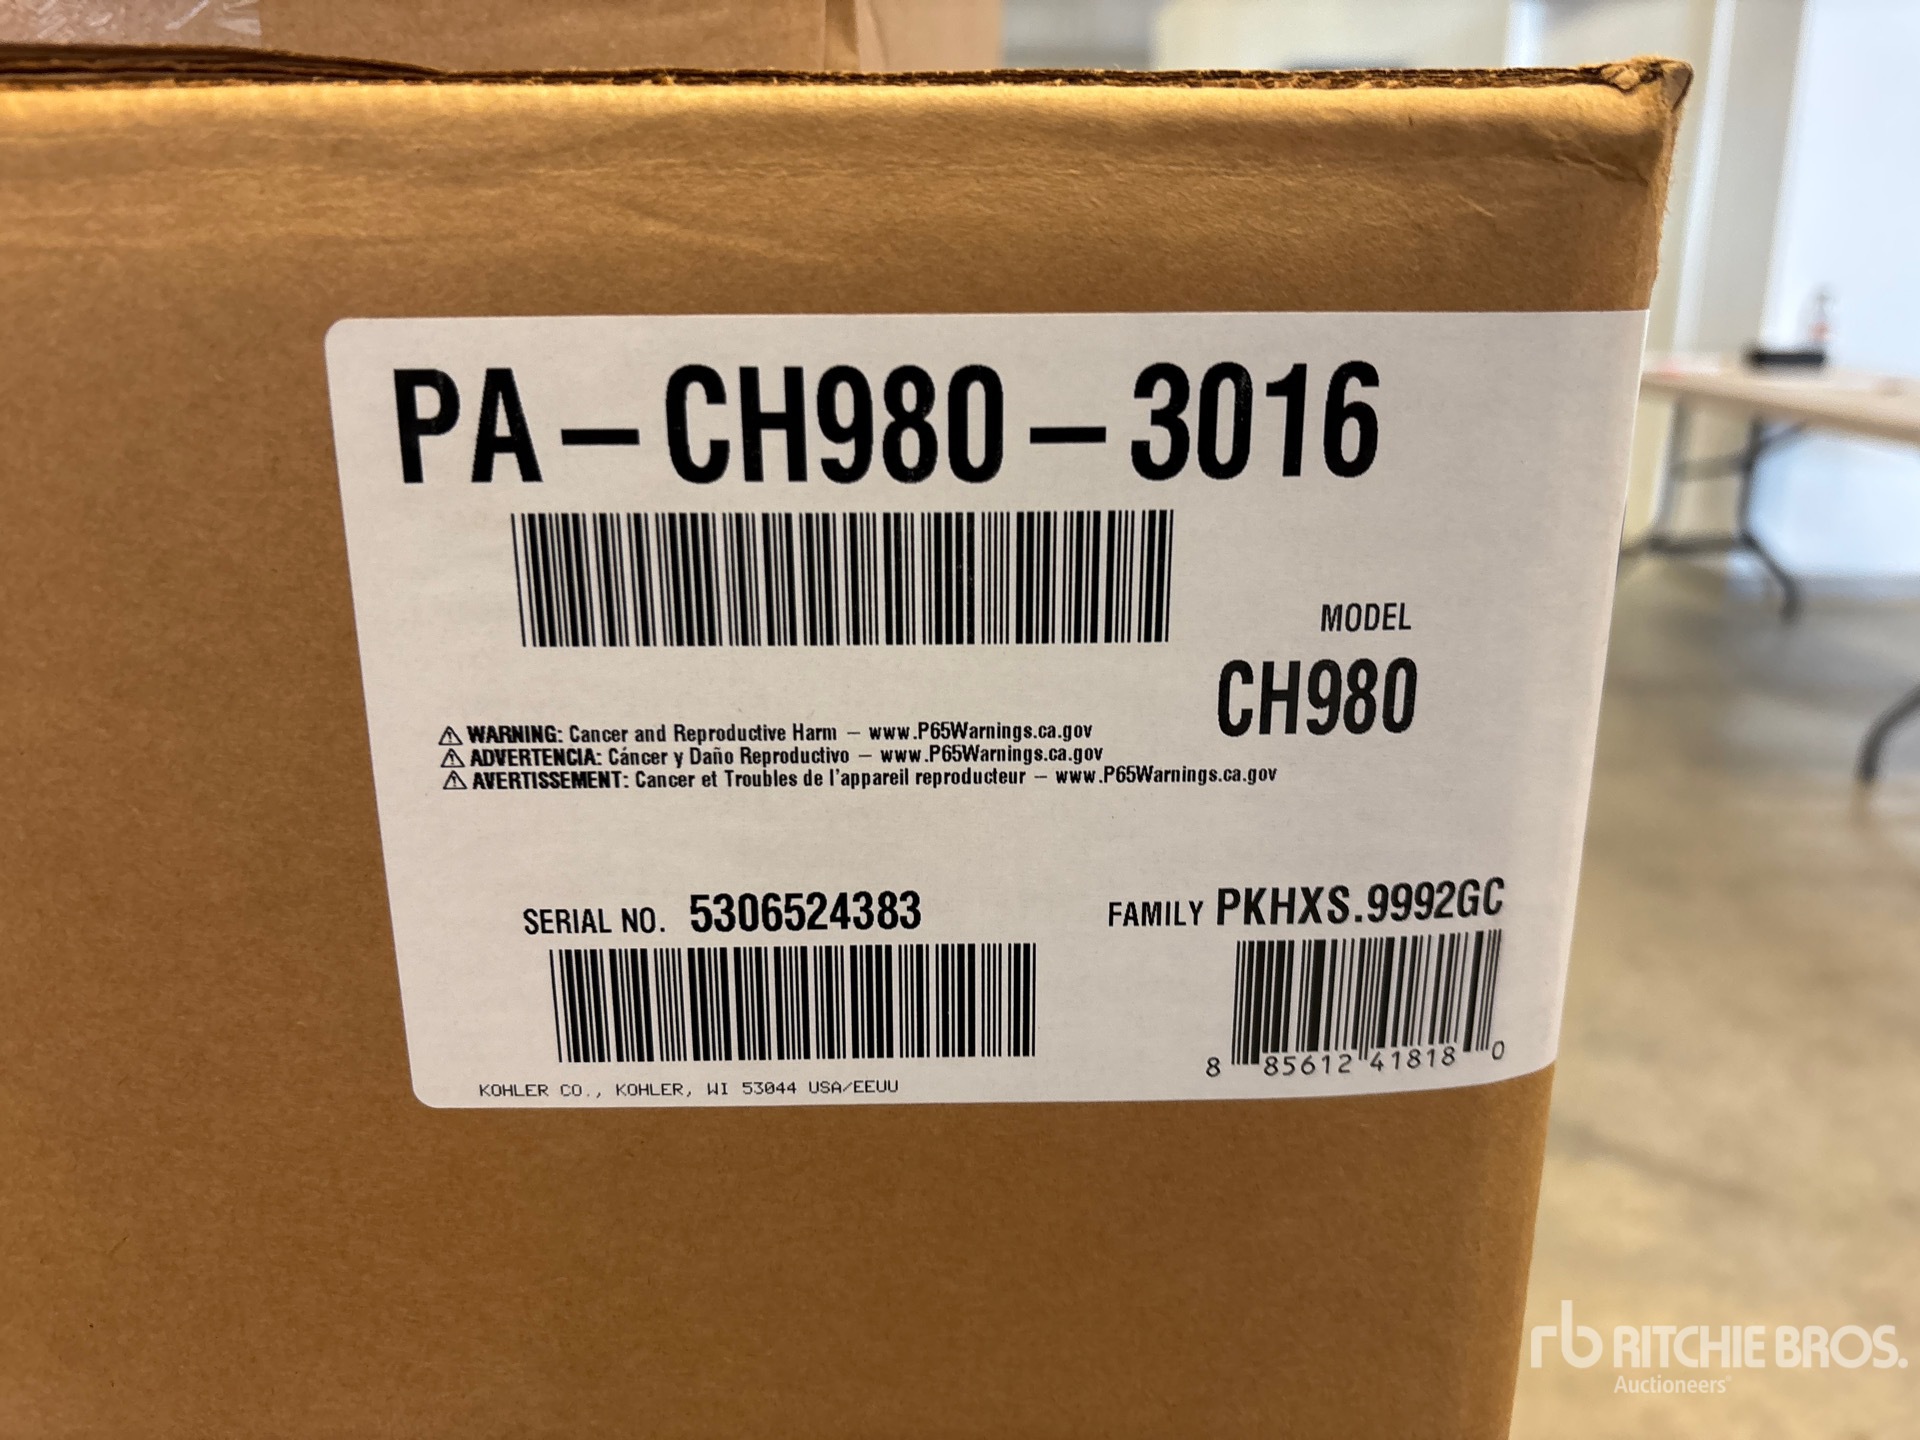 PA-CH980-3016
MODEL
CH980
⚠ WARNING: Cancer and Reproductive Harm – www.P65Warnings.ca.gov
⚠ ADVERTENCIA: Cáncer y Daño Reproductivo – www.P65Warnings.ca.gov
⚠ AVERTISSEMENT: Cancer et Troubles de l'appareil reproducteur – www.P65Warnings.ca.gov
SERIAL NO. 5306524383
FAMILY PKHXS.9992GC
8 85612 41818 0
KOHLER CO., KOHLER, WI 53044 USA/EEUU
rb RITCHIE BROS.
Auctioneers